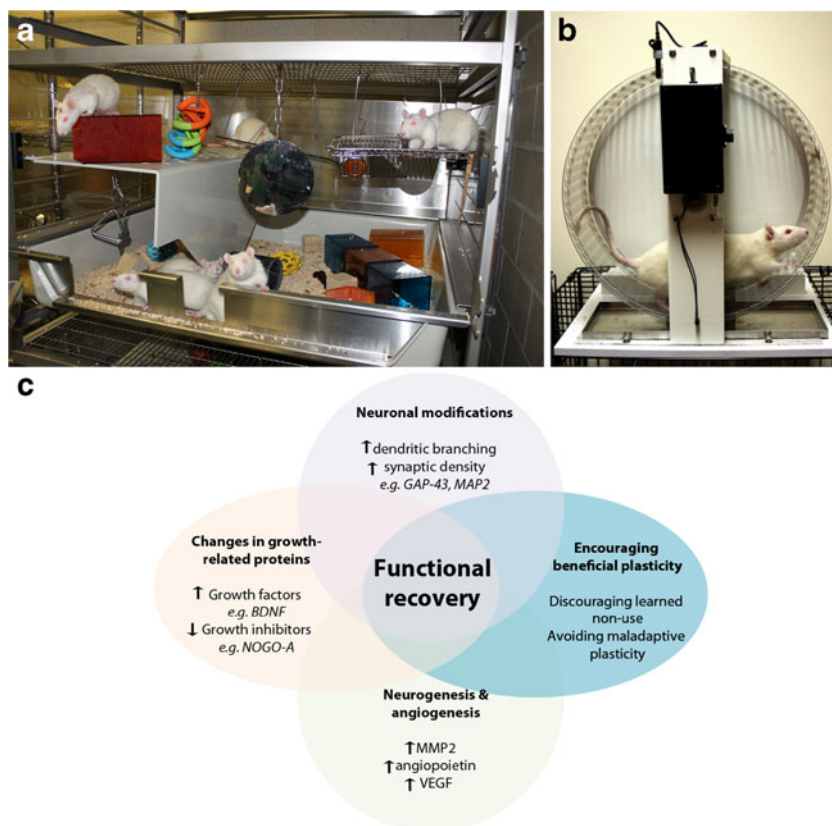 a
b
c
Neuronal modifications
↑ dendritic branching
↑ synaptic density
e.g. GAP-43, MAP2
Changes in growth-
related proteins
↑ Growth factors
e.g. BDNF
↓ Growth inhibitors
e.g. NOGO-A
Functional
recovery
Encouraging
beneficial plasticity
Discouraging learned
non-use
Avoiding maladaptive
plasticity
Neurogenesis &
angiogenesis
↑ MMP2
↑ angiopoietin
↑ VEGF